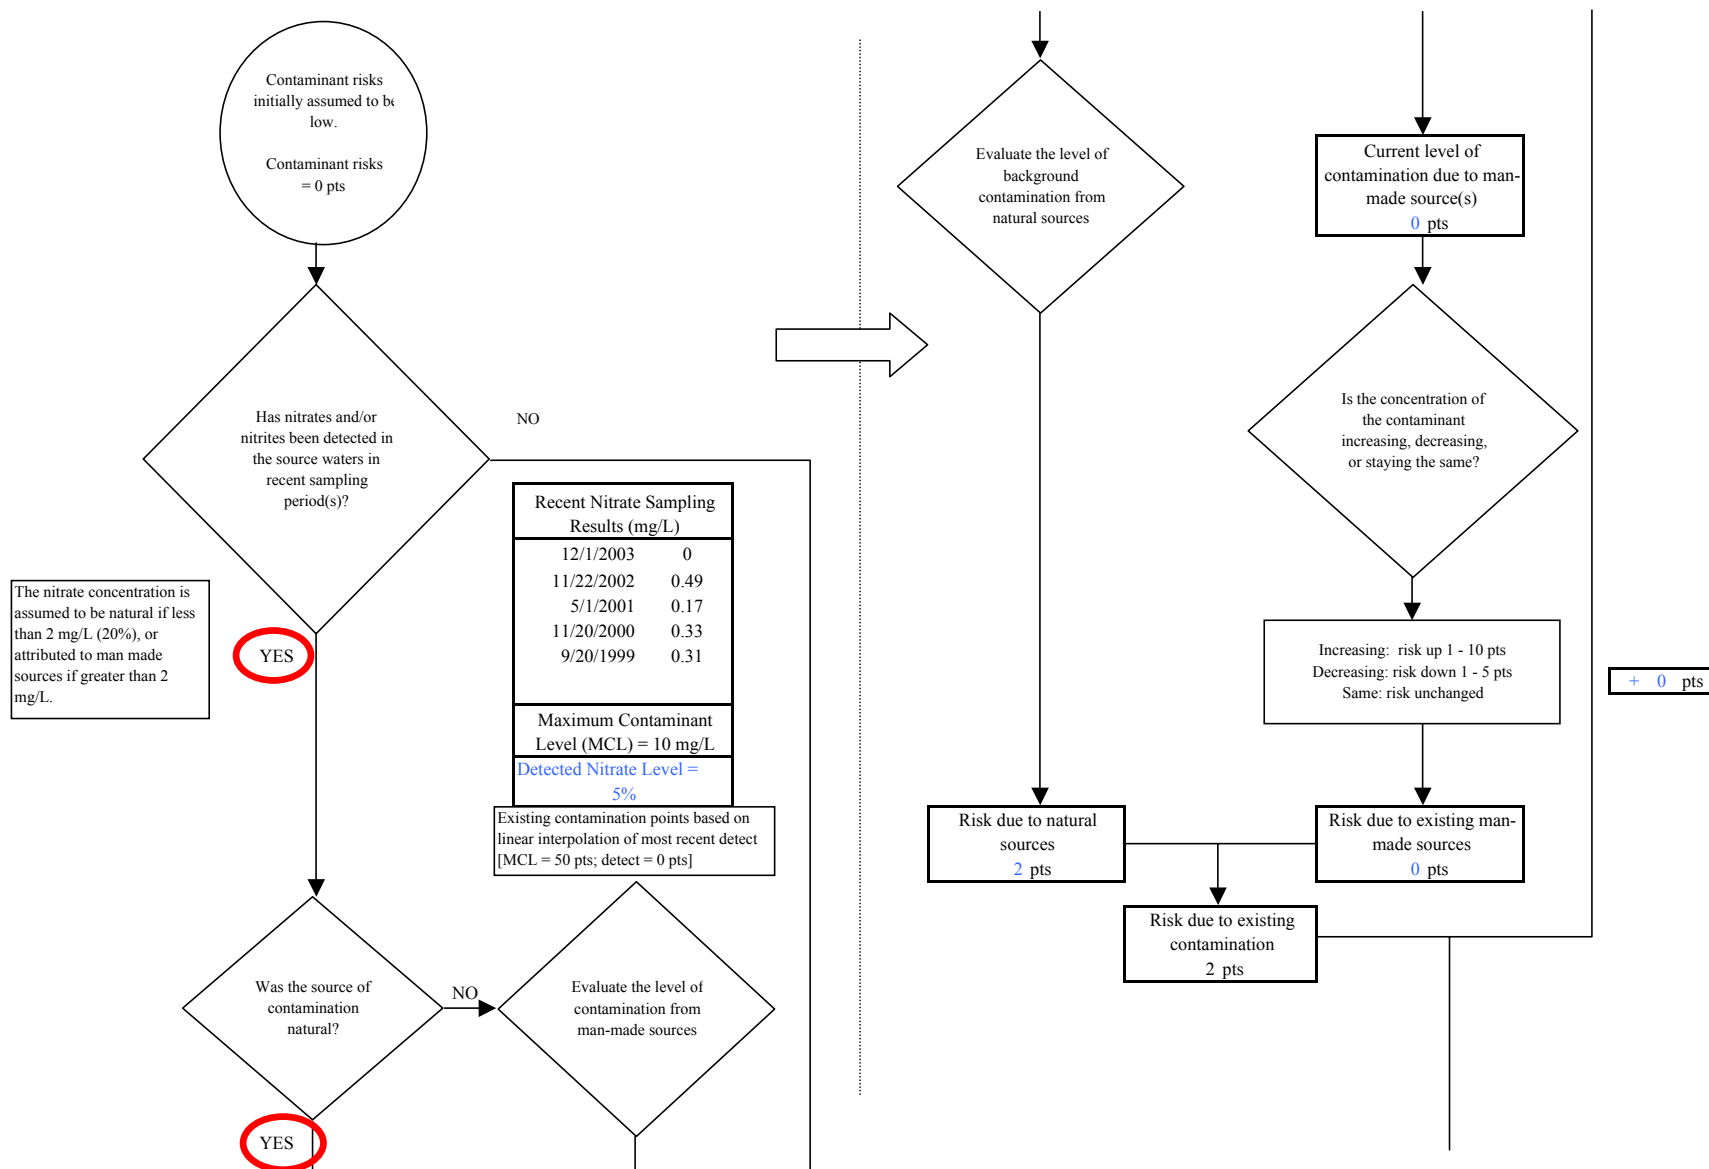 Contaminant risks
initially assumed to be
low.
Contaminant risks
= 0 pts
Has nitrates and/or
nitrites been detected in
the source waters in
recent sampling
period(s)?
NO
The nitrate concentration is
assumed to be natural if less
than 2 mg/L (20%), or
attributed to man made
sources if greater than 2
mg/L.
YES
Recent Nitrate Sampling
Results (mg/L)
12/1/2003 0
11/22/2002 0.49
5/1/2001 0.17
11/20/2000 0.33
9/20/1999 0.31
Maximum Contaminant
Level (MCL) = 10 mg/L
Detected Nitrate Level =
5%
Existing contamination points based on
linear interpolation of most recent detect
[MCL = 50 pts; detect = 0 pts]
Was the source of
contamination
natural?
NO
Evaluate the level of
contamination from
man-made sources
YES
Evaluate the level of
background
contamination from
natural sources
Current level of
contamination due to man-
made source(s)
0 pts
Is the concentration of
the contaminant
increasing, decreasing,
or staying the same?
Increasing: risk up 1 - 10 pts
Decreasing: risk down 1 - 5 pts
Same: risk unchanged
+ 0 pts
Risk due to natural
sources
2 pts
Risk due to existing man-
made sources
0 pts
Risk due to existing
contamination
2 pts